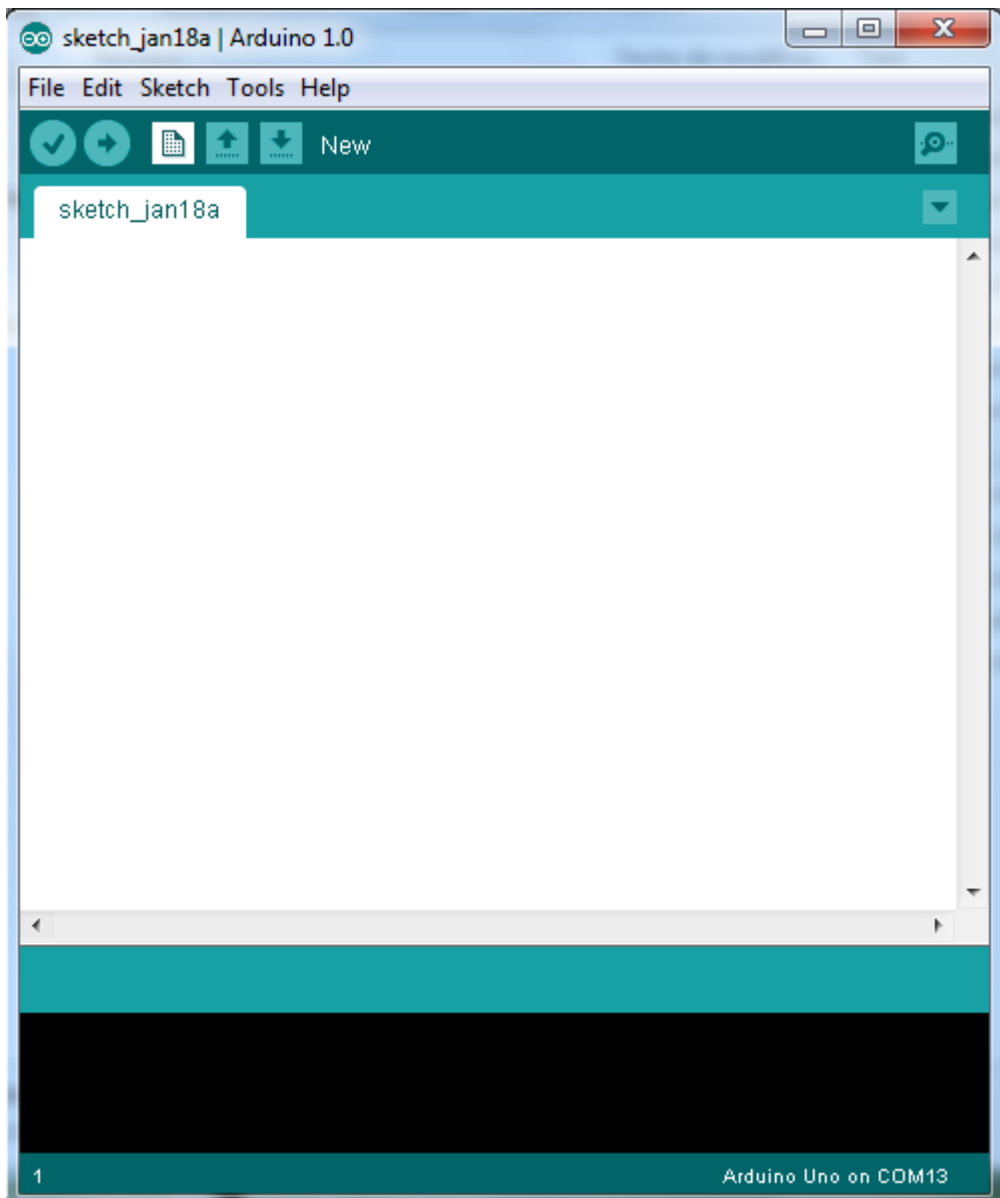 sketch_jan18a | Arduino 1.0
File Edit Sketch Tools Help
New
sketch_jan18a
1
Arduino Uno on COM13